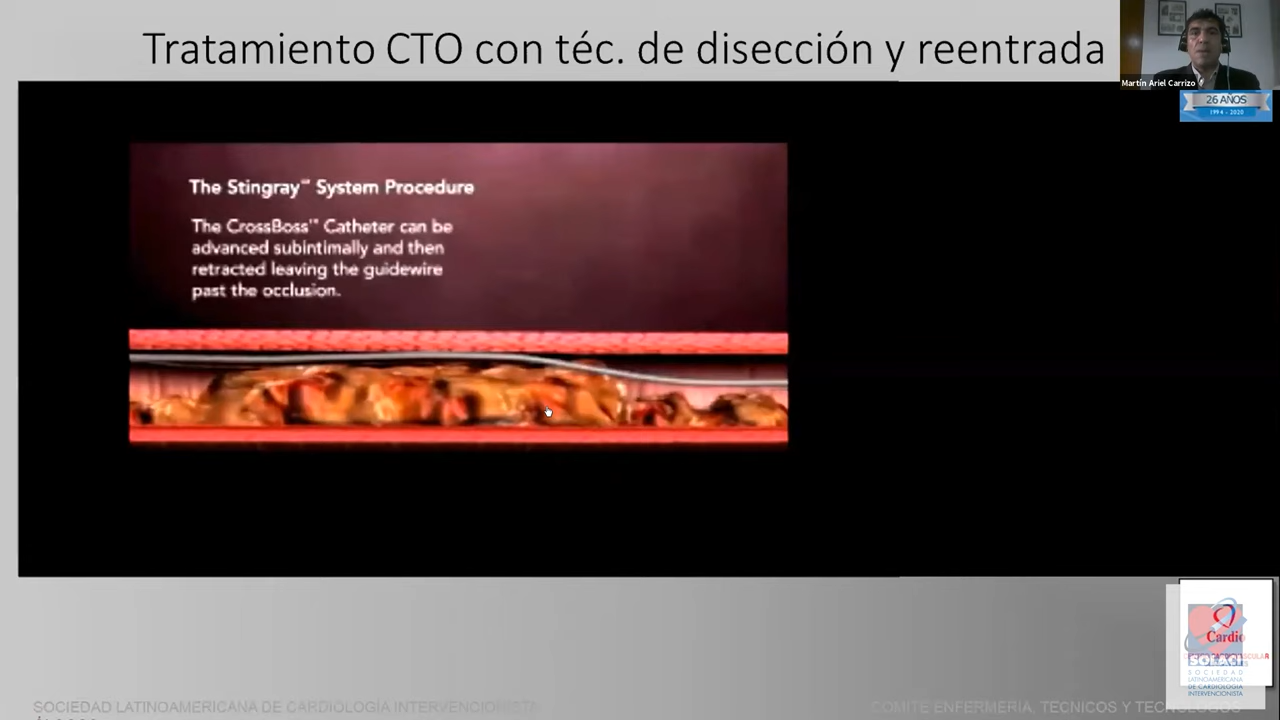 Tratamiento CTO con téc. de disección y reentrada
Martín Ariel Carrizo
26 AÑOS
1994 - 2020
The Stingray™ System Procedure
The CrossBoss™ Catheter can be
advanced subintimally and then
retracted leaving the guidewire
past the occlusion.
Cardio
SOLACI
SOCIEDAD
LATINOAMERICANA
DE CARDIOLOGÍA
INTERVENCIONISTA
SOCIEDAD LATINOAMERICANA DE CARDIOLOGÍA INTERVENCIONISTA
COMITÉ ENFERMERÍA, TÉCNICOS Y TECNÓLOGOS